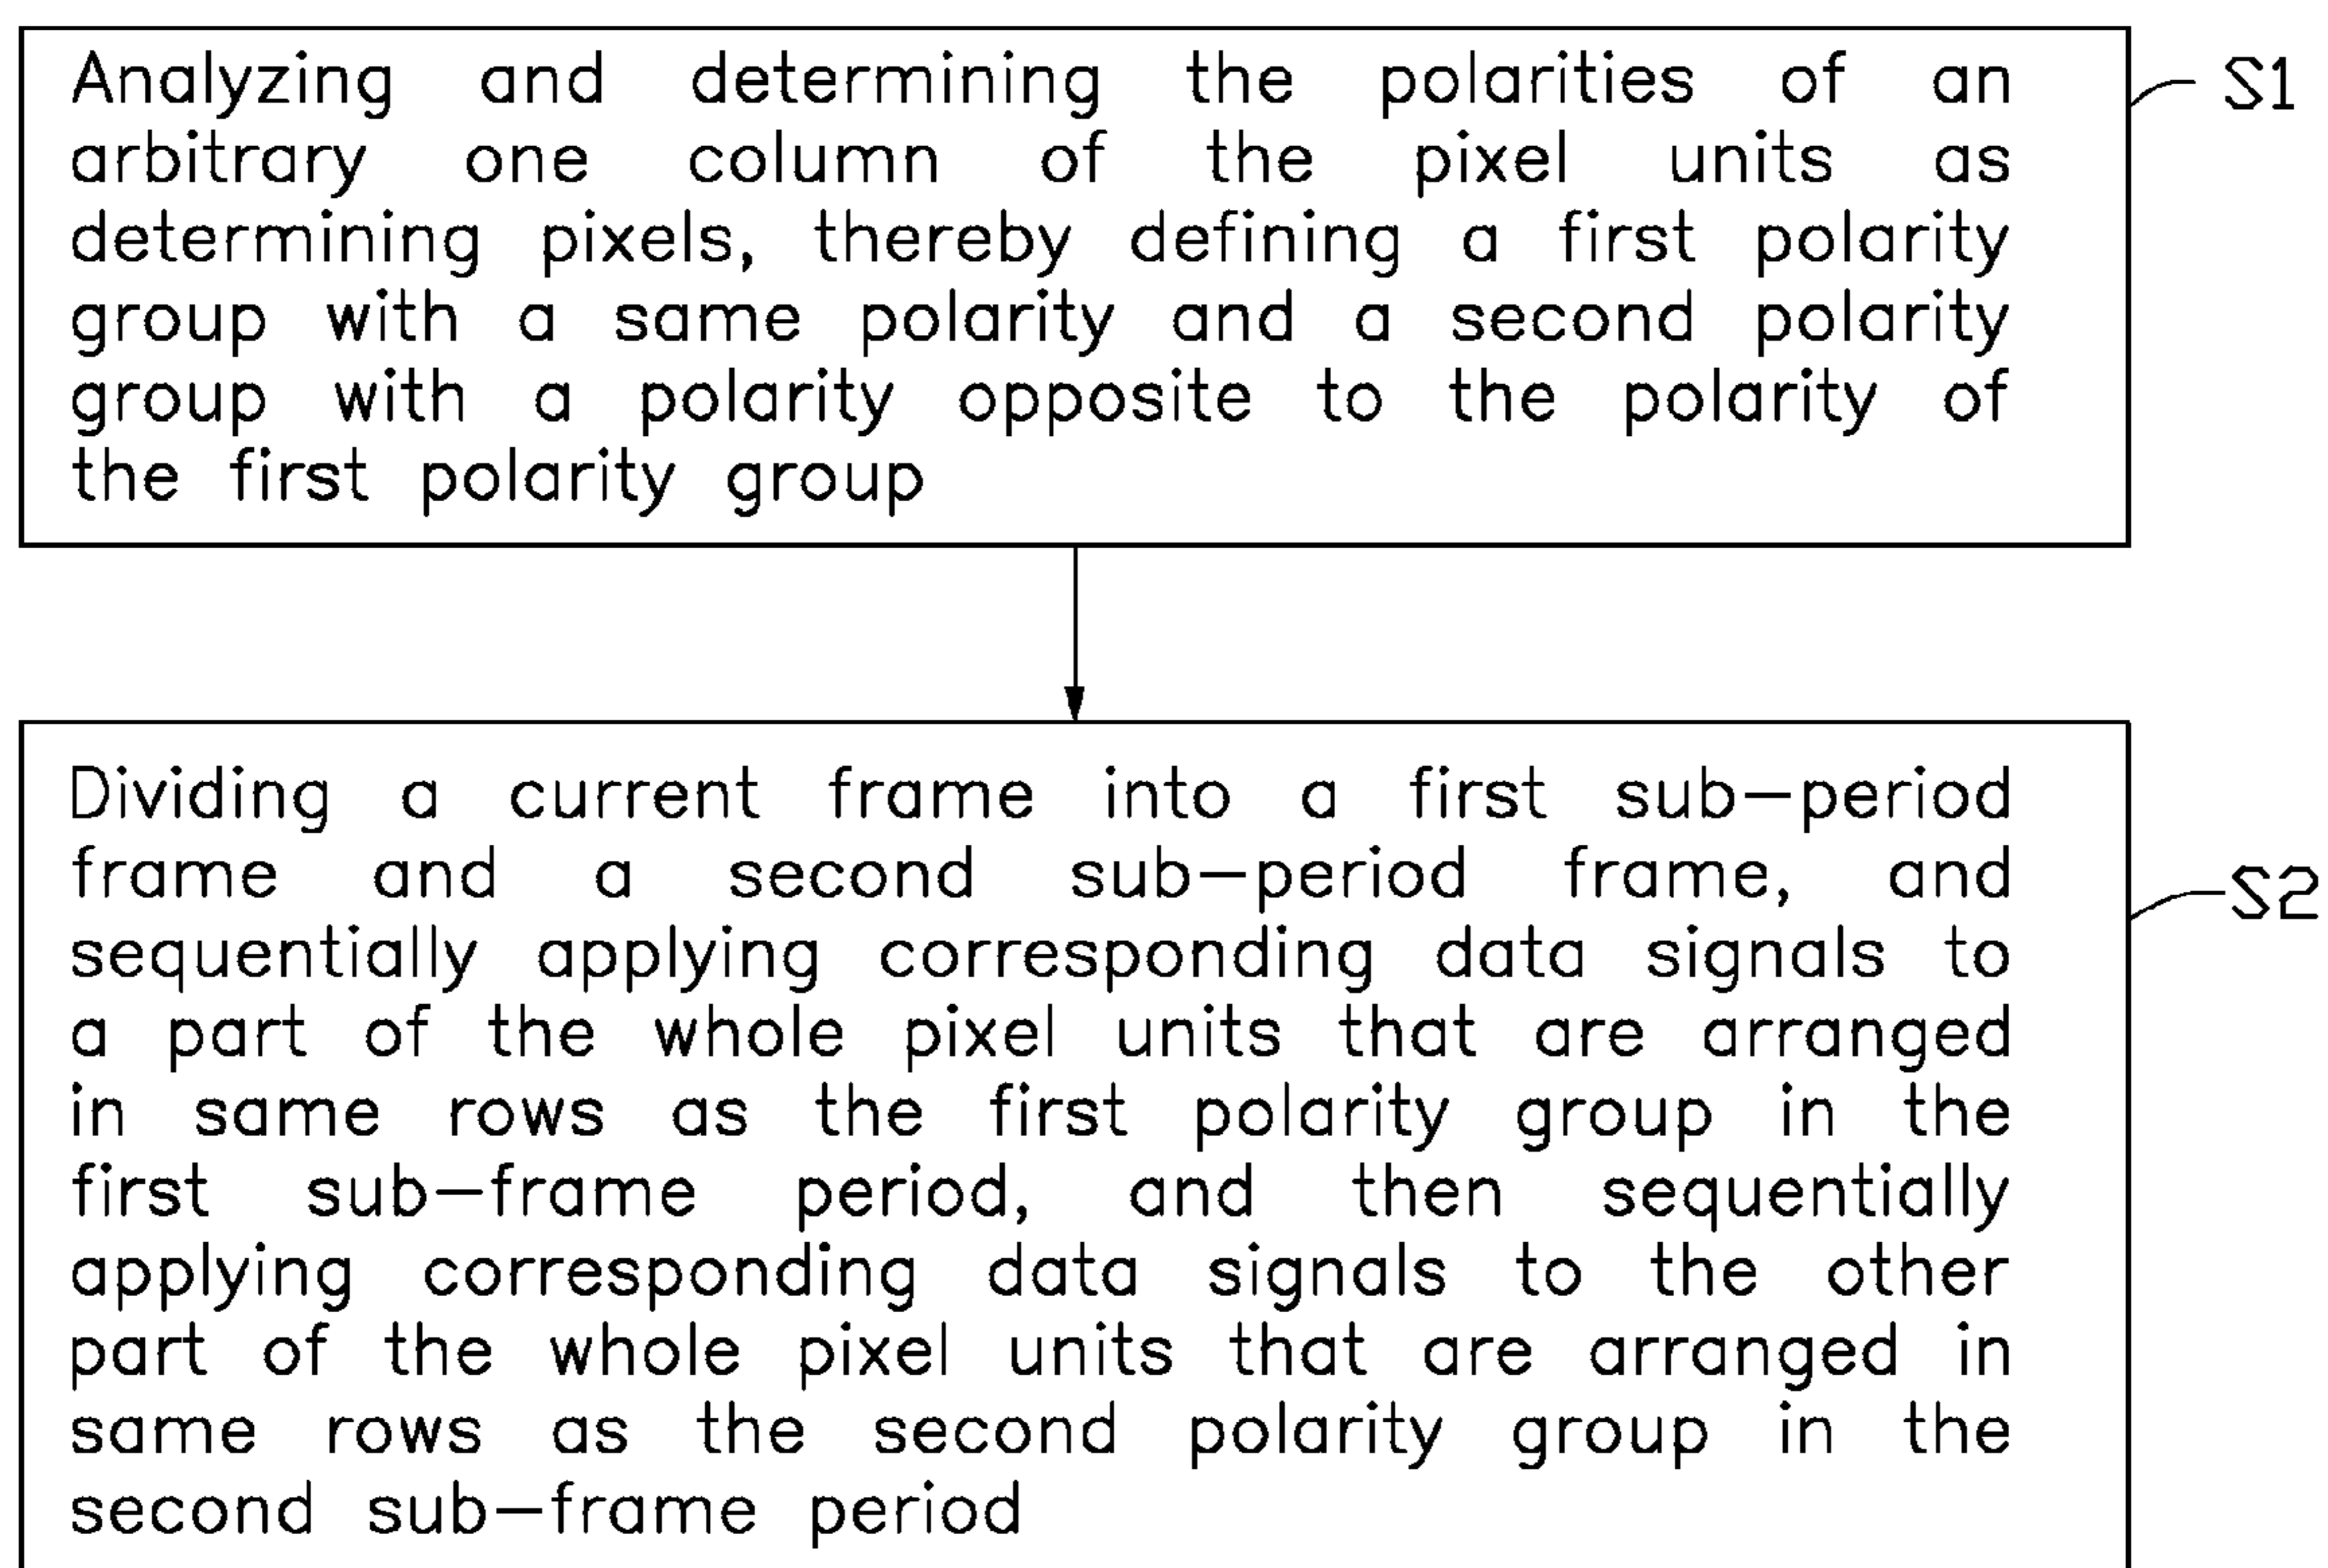 Analyzing and determining the polarities of an
arbitrary one column of the pixel units as
determining pixels, thereby defining a first polarity
group with a same polarity and a second polarity
group with a polarity opposite to the polarity of
the first polarity group
S1
Dividing a current frame into a first sub-period
frame and a second sub-period frame, and
sequentially applying corresponding data signals to
a part of the whole pixel units that are arranged
in same rows as the first polarity group in the
first sub-frame period, and then sequentially
applying corresponding data signals to the other
part of the whole pixel units that are arranged in
same rows as the second polarity group in the
second sub-frame period
S2